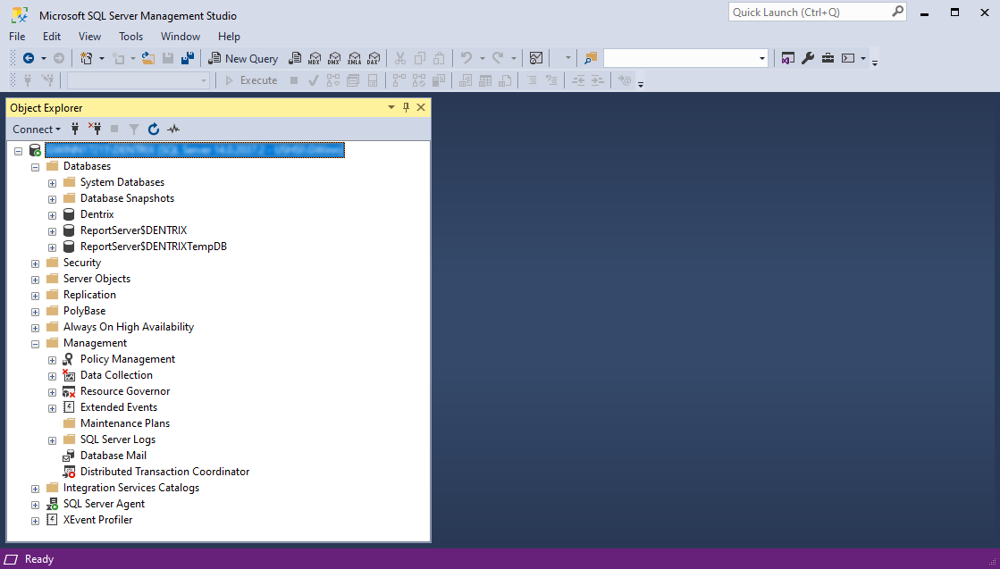 Microsoft SQL Server Management Studio
Quick Launch (Ctrl+Q)
File Edit View Tools Window Help
New Query MDX DMX XMLA DAX
Execute
Object Explorer
Connect
Databases
System Databases
Database Snapshots
Dentrix
ReportServer$DENTRIX
ReportServer$DENTRIXTempDB
Security
Server Objects
Replication
PolyBase
Always On High Availability
Management
Policy Management
Data Collection
Resource Governor
Extended Events
Maintenance Plans
SQL Server Logs
Database Mail
Distributed Transaction Coordinator
Integration Services Catalogs
SQL Server Agent
XEvent Profiler
Ready